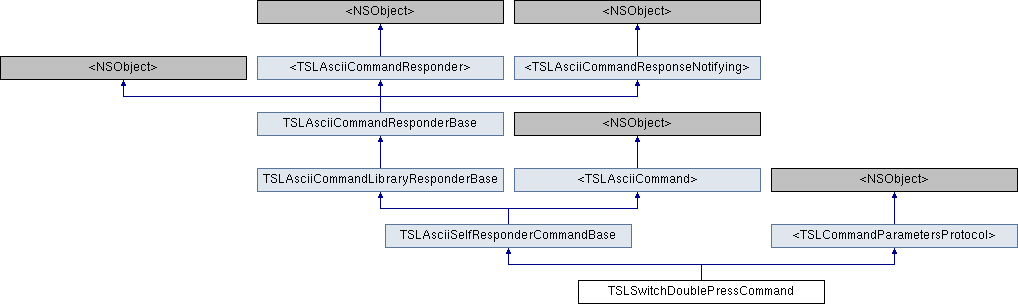 <NSObject>
<NSObject>
<NSObject>
<TSLAsciiCommandResponder>
<TSLAsciiCommandResponseNotifying>
TSLAsciiCommandResponderBase
<NSObject>
TSLAsciiCommandLibraryResponderBase
<TSLAsciiCommand>
<NSObject>
TSLAsciiSelfResponderCommandBase
<TSLCommandParametersProtocol>
TSLSwitchDoublePressCommand